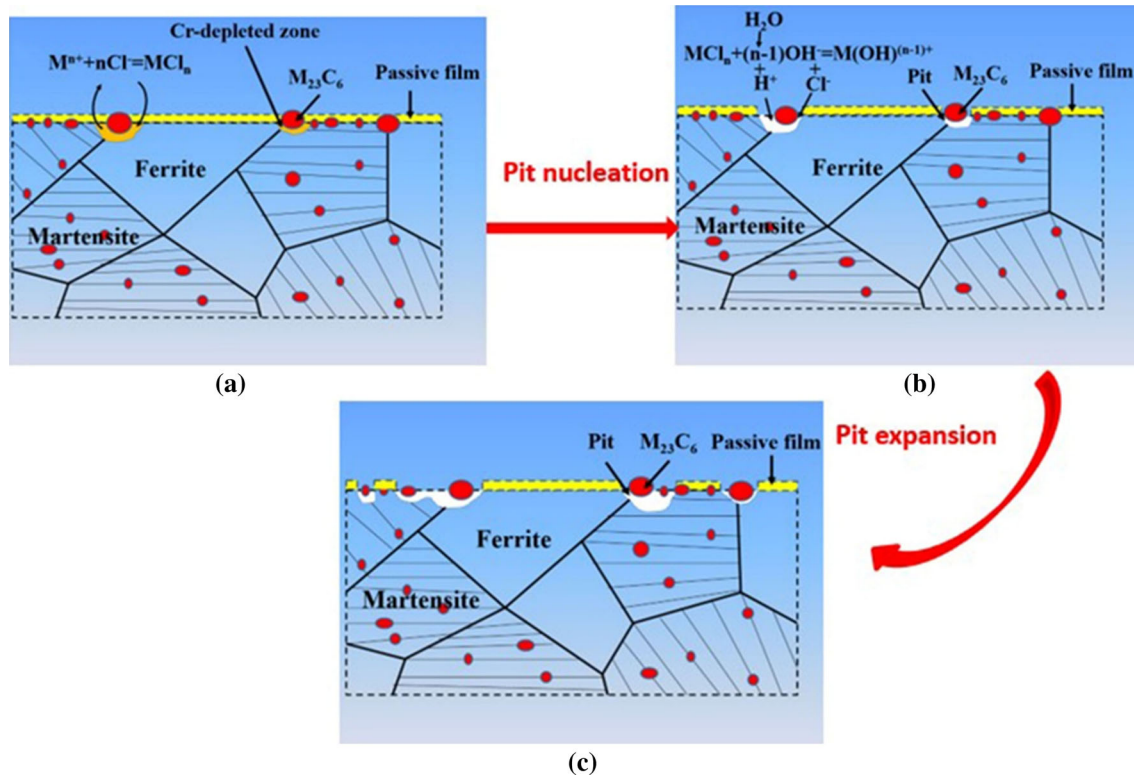 Cr-depleted zone
Mⁿ⁺+nCl⁻=MClₙ
M₂₃C₆
Passive film
Ferrite
Martensite
(a)
Pit nucleation
H₂O
MClₙ+(n-1)OH⁻=M(OH)⁽ⁿ⁻¹⁾⁺
+ +
H⁺ Cl⁻
Pit
M₂₃C₆
Passive film
Ferrite
Martensite
(b)
Pit expansion
Pit
M₂₃C₆
Passive film
Ferrite
Martensite
(c)